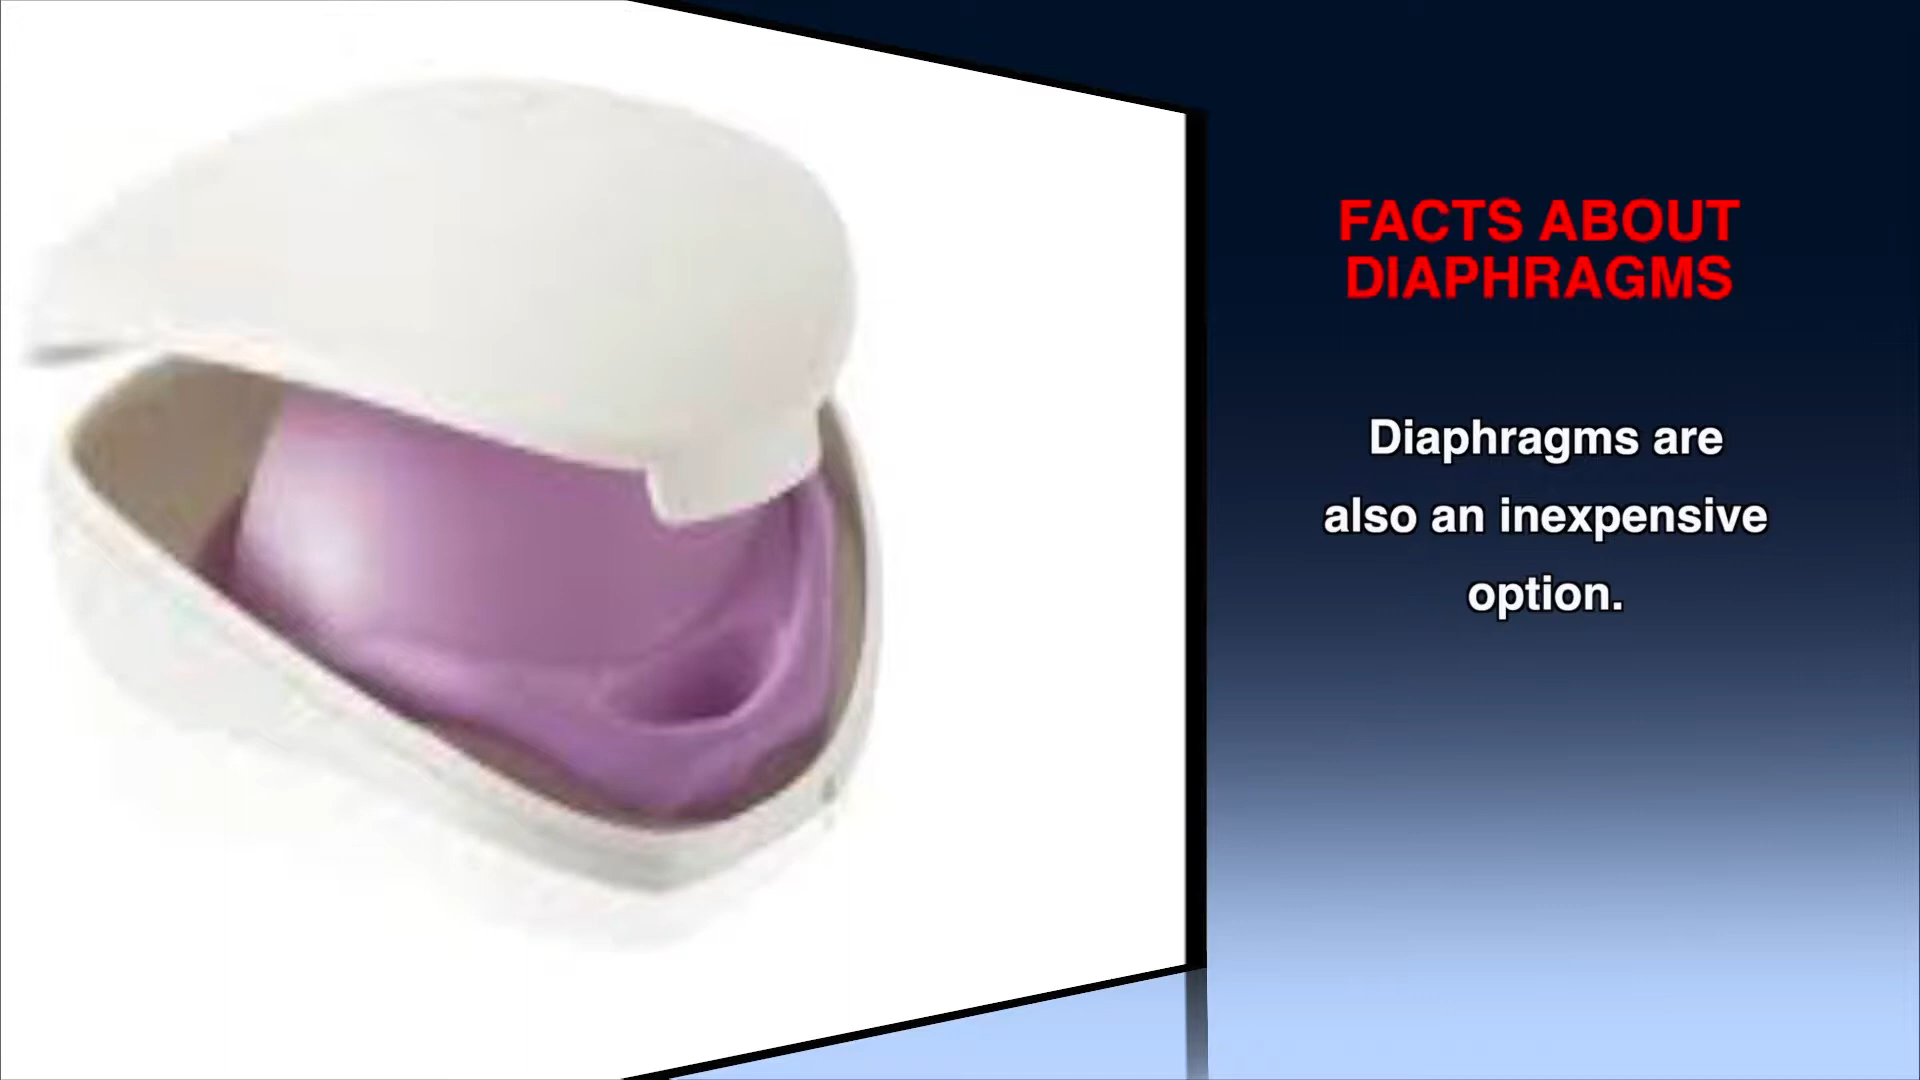 FACTS ABOUT
DIAPHRAGMS
Diaphragms are
also an inexpensive
option.